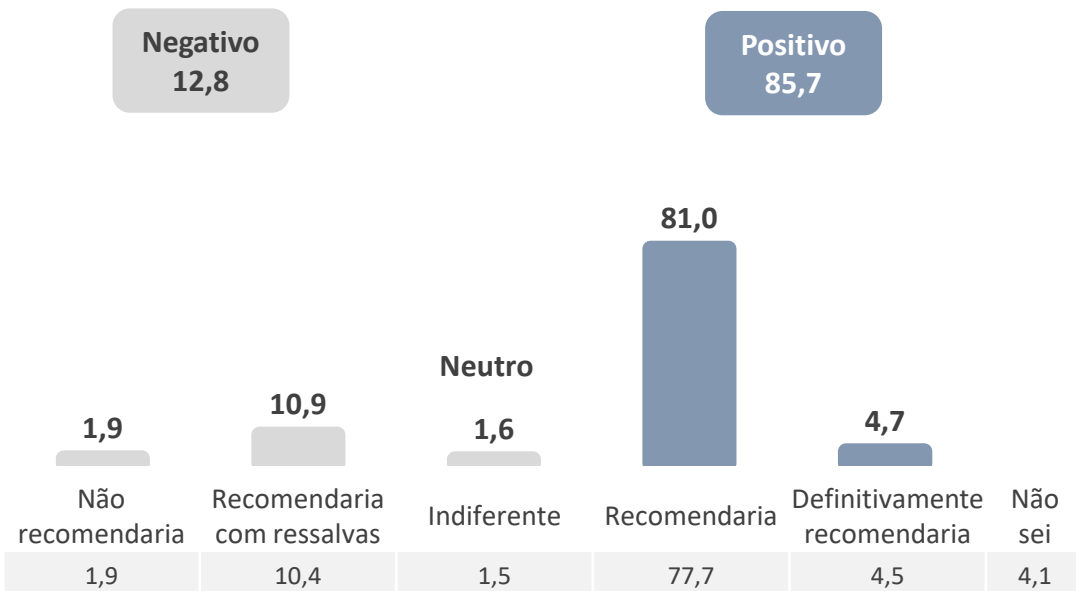 Negativo
12,8
Positivo
85,7
81,0
Neutro
1,9
10,9
1,6
4,7
Não
recomendaria
Recomendaria
com ressalvas
Indiferente
Recomendaria
Definitivamente
recomendaria
Não
sei
1,9
10,4
1,5
77,7
4,5
4,1